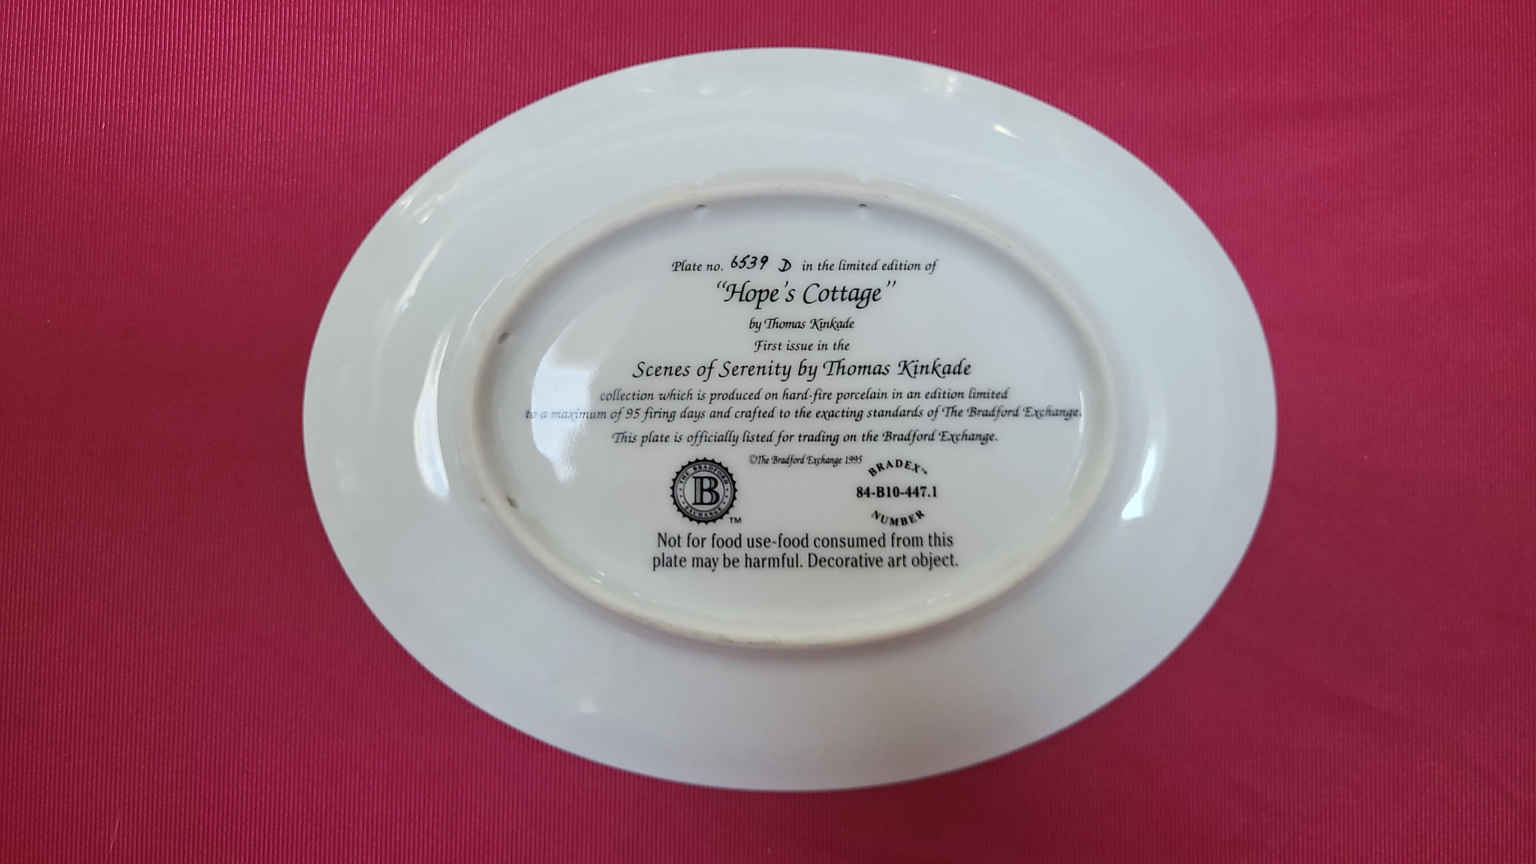 Plate no. 6539 D in the limited edition of
"Hope's Cottage"
by Thomas Kinkade
First issue in the
Scenes of Serenity by Thomas Kinkade
collection which is produced on hard-fire porcelain in an edition limited
to a maximum of 95 firing days and crafted to the exacting standards of The Bradford Exchange.
This plate is officially listed for trading on the Bradford Exchange.
©The Bradford Exchange 1995
THE BRADFORD
B
EXCHANGE
TM
BRADEX™
84-B10-447.1
NUMBER
Not for food use-food consumed from this
plate may be harmful. Decorative art object.